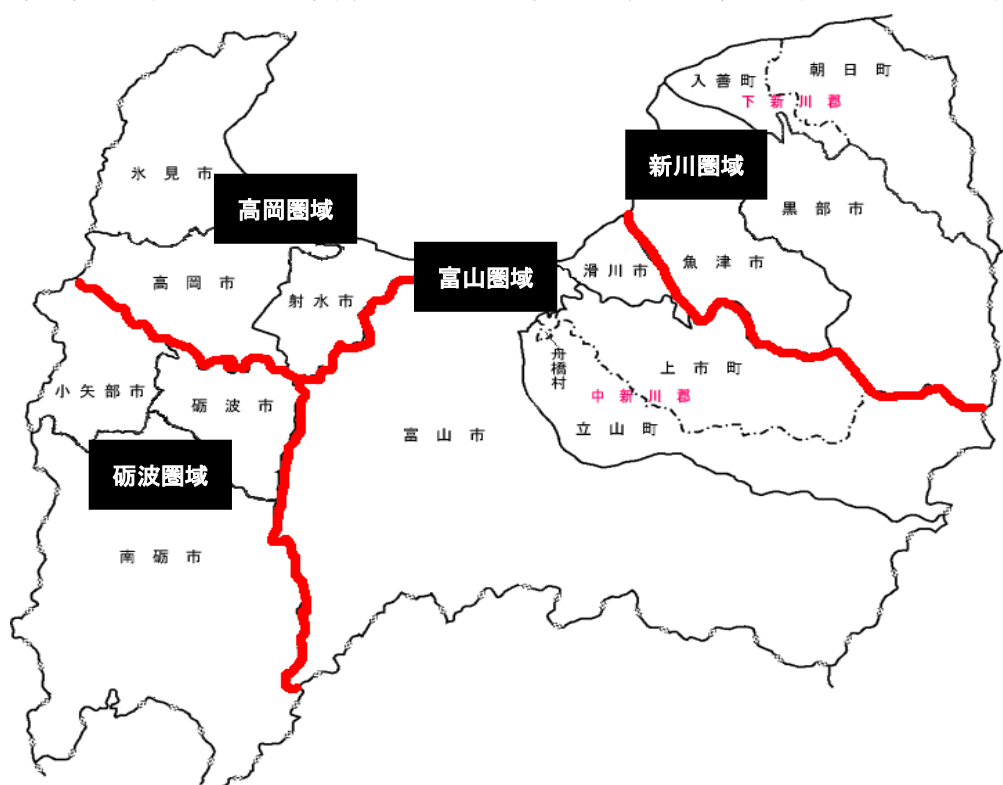 朝日町
入善町
下新川郡
新川圏域
氷見市
高岡圏域
黒部市
富山圏域
魚津市
滑川市
高岡市
射水市
舟橋村
上市町
小矢部市
砺波市
中新川郡
富山市
立山町
砺波圏域
南砺市